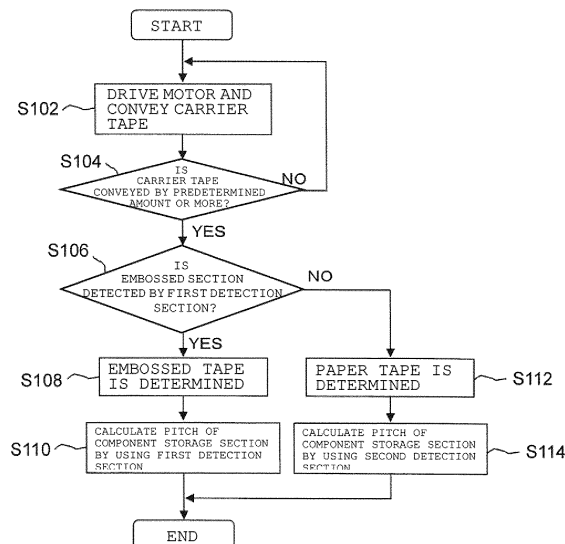 START
DRIVE MOTOR AND
CONVEY CARRIER
TAPE
S102
S104
IS
CARRIER TAPE
CONVEYED BY PREDETERMINED
AMOUNT OR MORE?
NO
YES
S106
IS
EMBOSSED SECTION
DETECTED BY FIRST DETECTION
SECTION?
NO
YES
S108
EMBOSSED TAPE
IS DETERMINED
PAPER TAPE IS
DETERMINED
S112
S110
CALCULATE PITCH OF
COMPONENT STORAGE SECTION
BY USING FIRST DETECTION
SECTION
CALCULATE PITCH OF
COMPONENT STORAGE SECTION
BY USING SECOND DETECTION
SECTION
S114
END